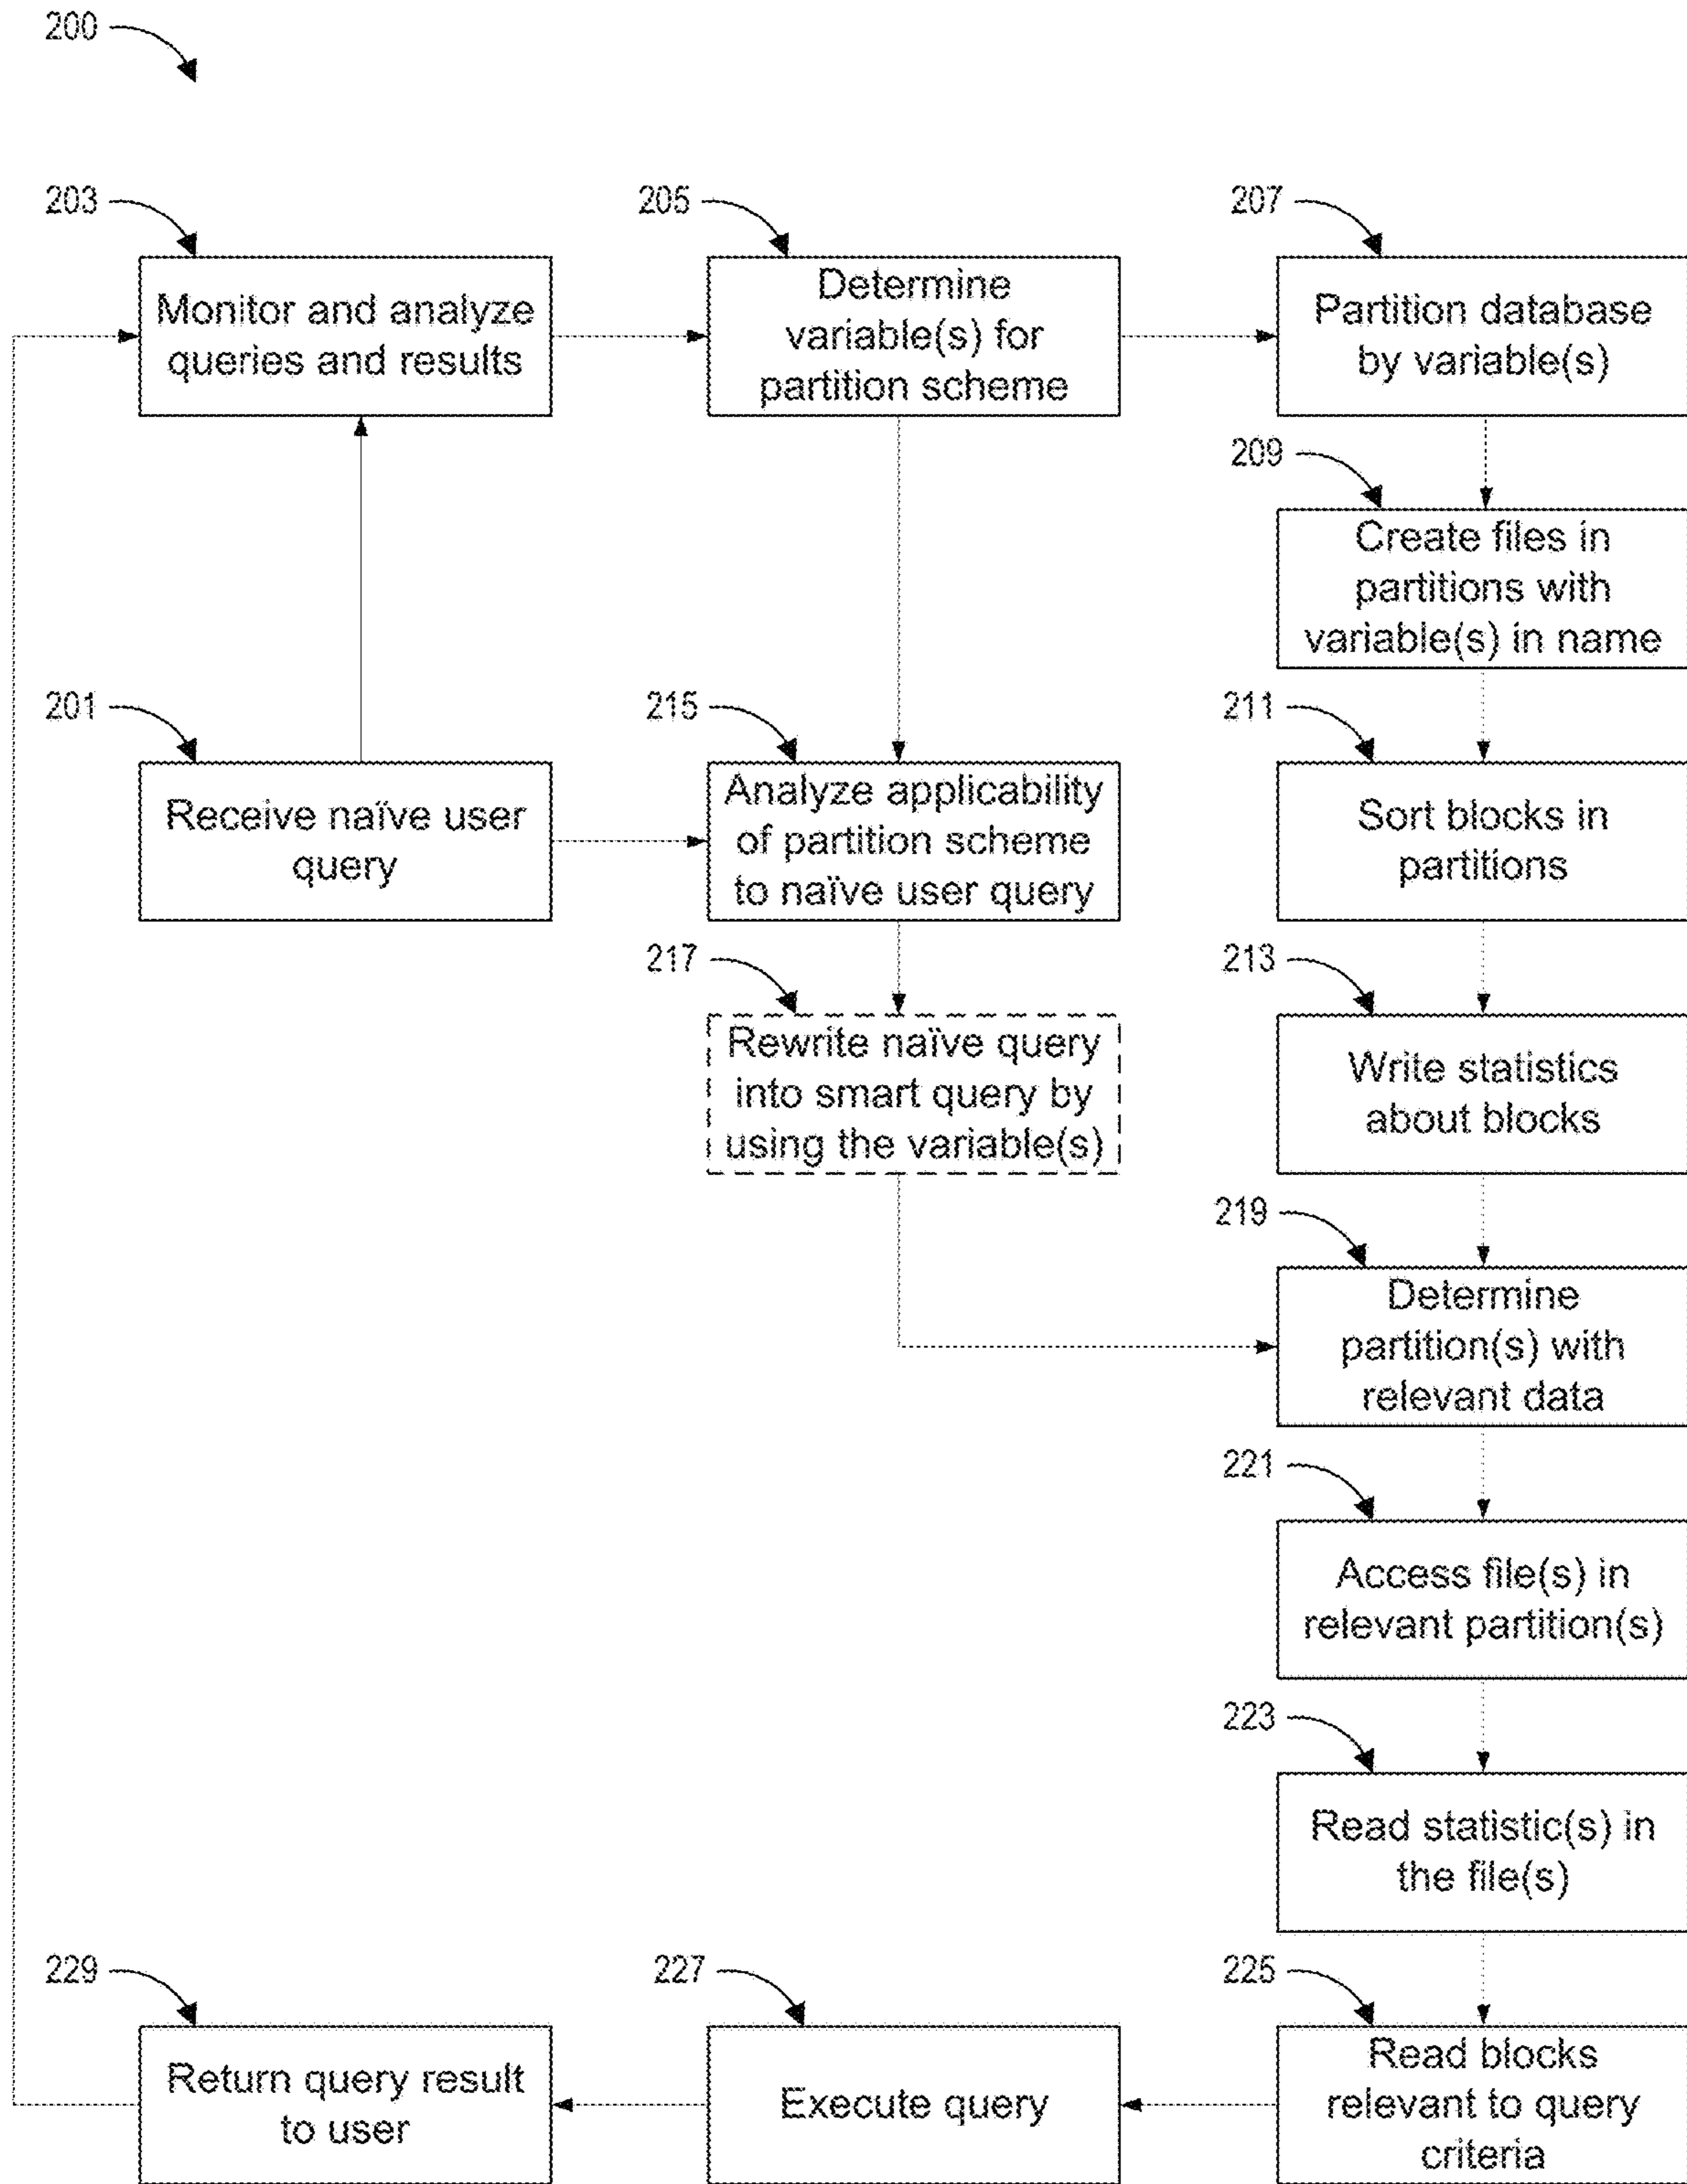 200
203
Monitor and analyze
queries and results
205
Determine
variable(s) for
partition scheme
207
Partition database
by variable(s)
209
Create files in
partitions with
variable(s) in name
201
Receive naïve user
query
215
Analyze applicability
of partition scheme
to naïve user query
211
Sort blocks in
partitions
217
Rewrite naïve query
into smart query by
using the variable(s)
213
Write statistics
about blocks
219
Determine
partition(s) with
relevant data
221
Access file(s) in
relevant partition(s)
223
Read statistic(s) in
the file(s)
229
Return query result
to user
227
Execute query
225
Read blocks
relevant to query
criteria